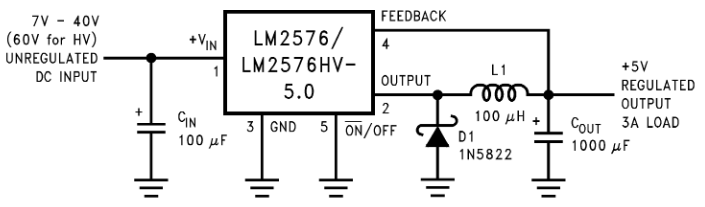 7V - 40V
(60V for HV)
UNREGULATED
DC INPUT
+VIN
1
LM2576/
LM2576HV-
5.0
FEEDBACK
4
OUTPUT
2
L1
100 μH
+5V
REGULATED
OUTPUT
3A LOAD
+
CIN
100 μF
3
GND
5
O̅N̅/OFF
D1
1N5822
+
COUT
1000 μF